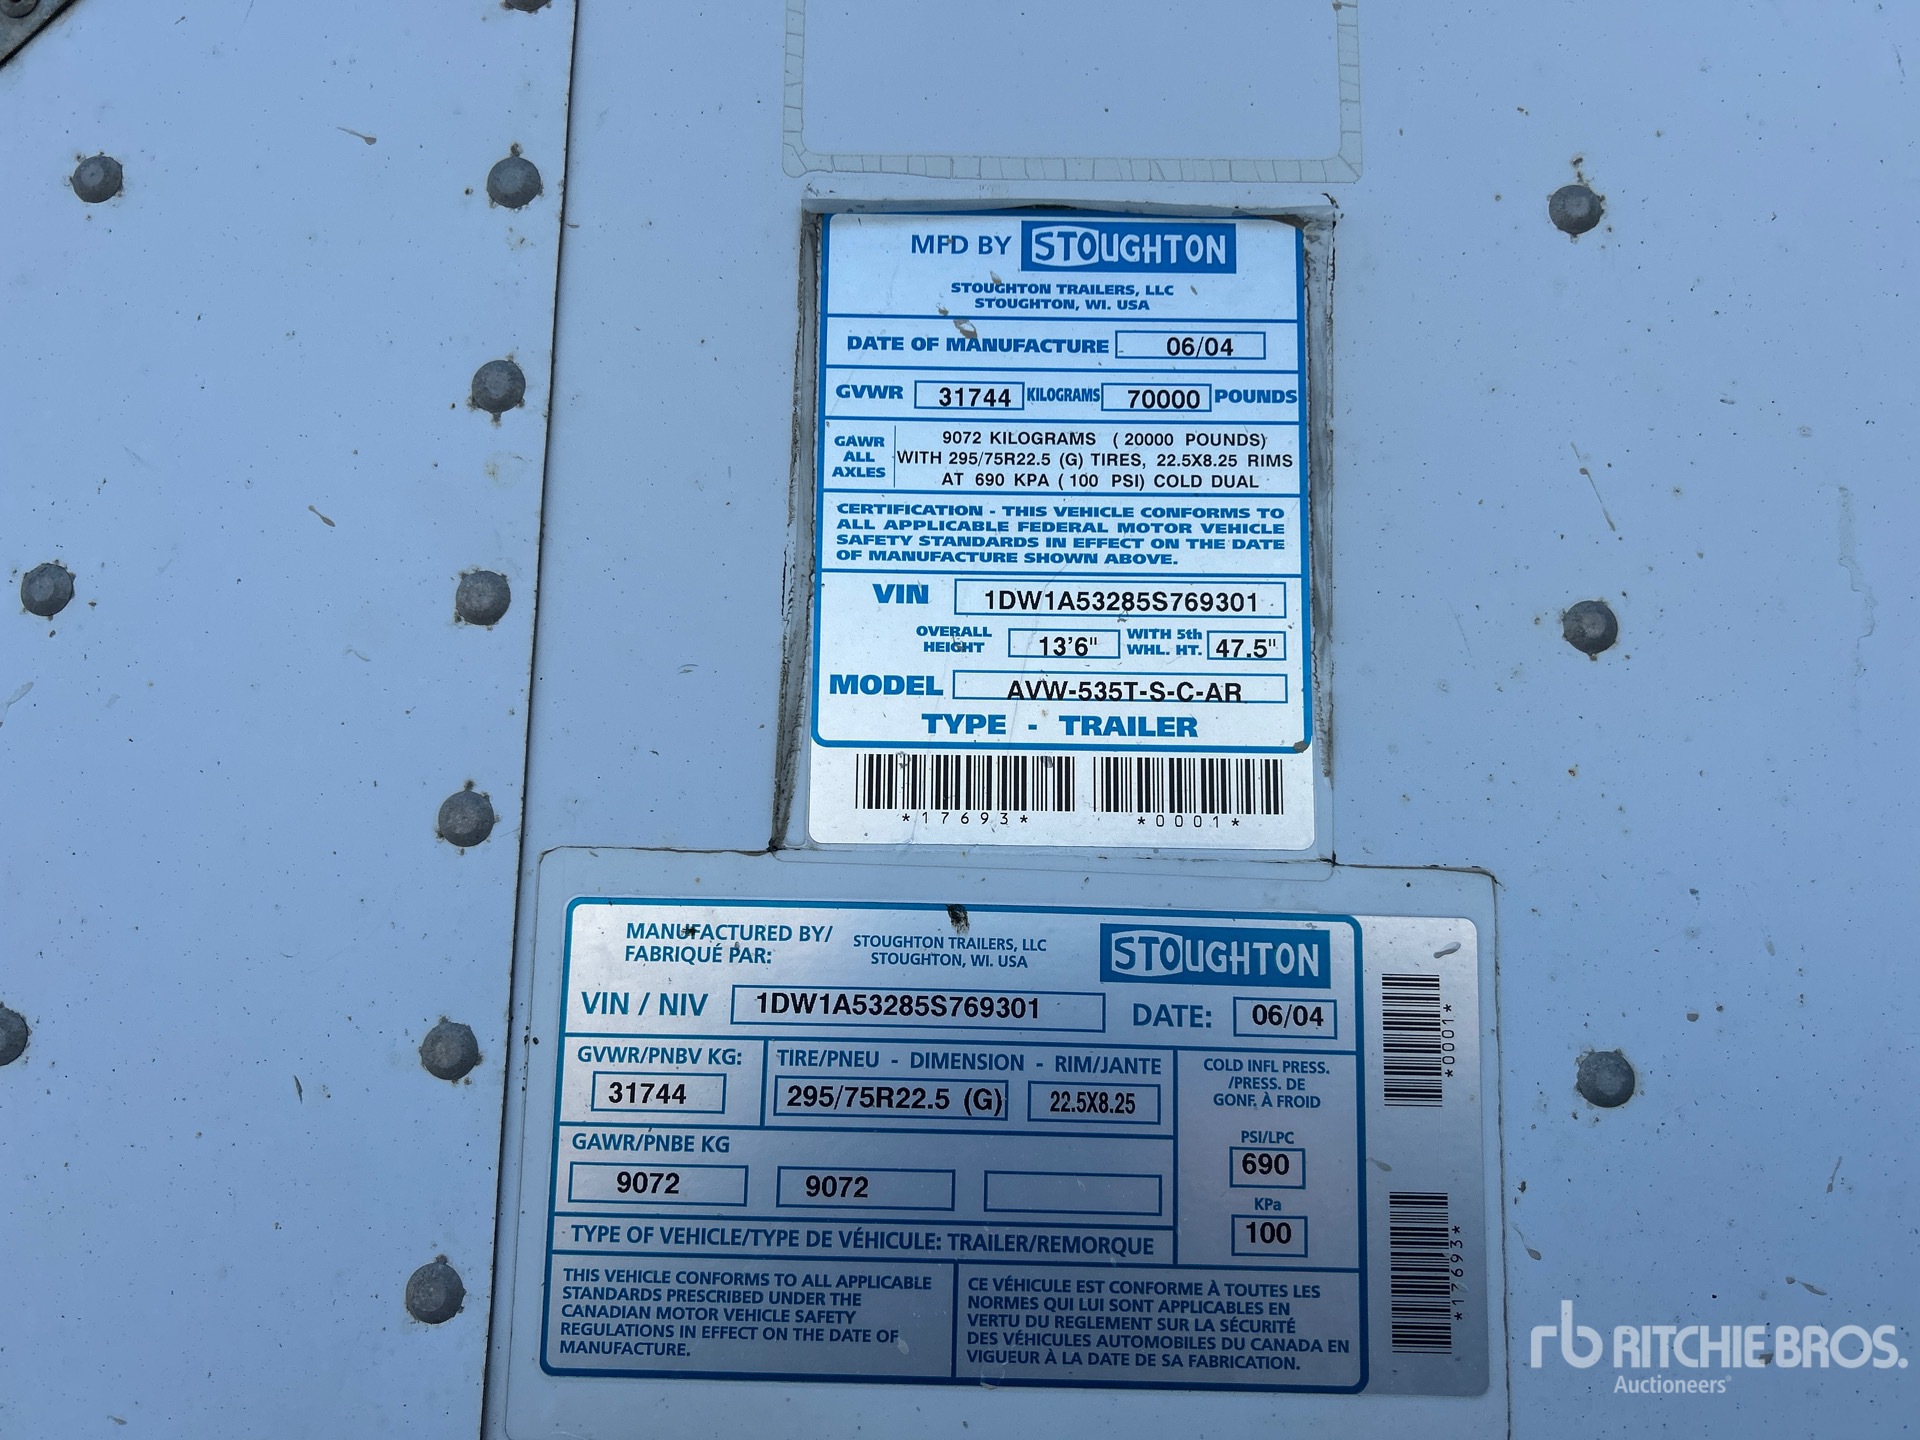 MFD BY STOUGHTON
STOUGHTON TRAILERS, LLC
STOUGHTON, WI. USA
DATE OF MANUFACTURE 06/04
GVWR 31744 KILOGRAMS 70000 POUNDS
GAWR ALL AXLES
9072 KILOGRAMS ( 20000 POUNDS)
WITH 295/75R22.5 (G) TIRES, 22.5X8.25 RIMS
AT 690 KPA ( 100 PSI) COLD DUAL
CERTIFICATION - THIS VEHICLE CONFORMS TO
ALL APPLICABLE FEDERAL MOTOR VEHICLE
SAFETY STANDARDS IN EFFECT ON THE DATE
OF MANUFACTURE SHOWN ABOVE.
VIN 1DW1A53285S769301
OVERALL HEIGHT 13'6" WITH 5th WHL. HT. 47.5"
MODEL AVW-535T-S-C-AR
TYPE - TRAILER
*17693* *0001*
MANUFACTURED BY/
FABRIQUÉ PAR:
STOUGHTON TRAILERS, LLC
STOUGHTON, WI. USA
STOUGHTON
VIN / NIV 1DW1A53285S769301 DATE: 06/04
GVWR/PNBV KG:
31744
TIRE/PNEU - DIMENSION - RIM/JANTE
295/75R22.5 (G) 22.5X8.25
COLD INFL PRESS.
/PRESS. DE
GONF. À FROID
PSI/LPC
690
KPa
100
GAWR/PNBE KG
9072 9072
TYPE OF VEHICLE/TYPE DE VÉHICULE: TRAILER/REMORQUE
THIS VEHICLE CONFORMS TO ALL APPLICABLE
STANDARDS PRESCRIBED UNDER THE
CANADIAN MOTOR VEHICLE SAFETY
REGULATIONS IN EFFECT ON THE DATE OF
MANUFACTURE.
CE VÉHICULE EST CONFORME À TOUTES LES
NORMES QUI LUI SONT APPLICABLES EN
VERTU DU REGLEMENT SUR LA SÉCURITÉ
DES VÉHICULES AUTOMOBILES DU CANADA EN
VIGUEUR À LA DATE DE SA FABRICATION.
*0001*
*17693*
rb RITCHIE BROS.
Auctioneers